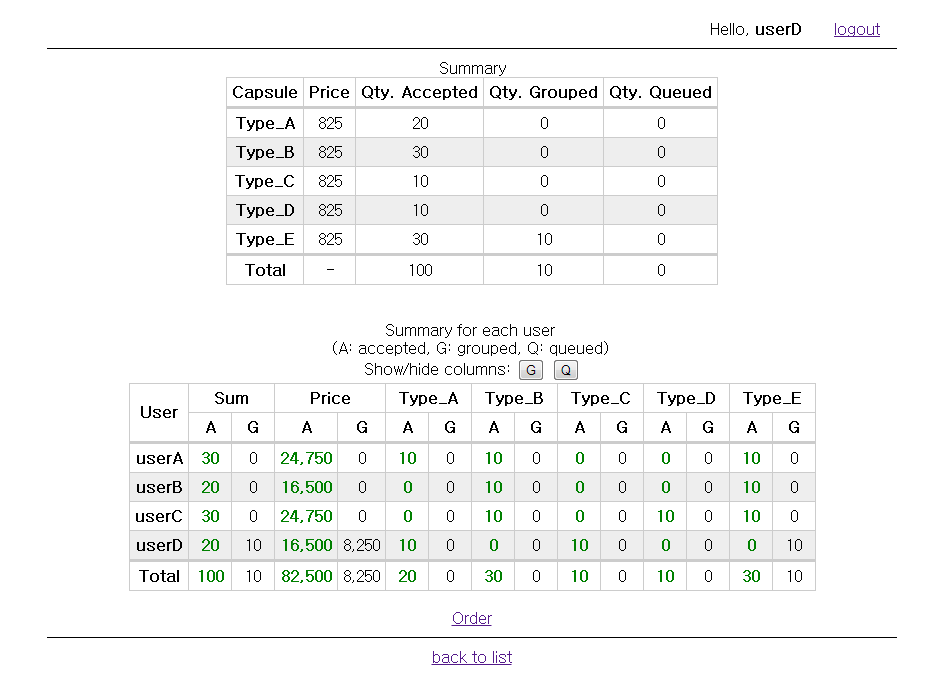 Hello, userD logout
Summary
Capsule Price Qty. Accepted Qty. Grouped Qty. Queued
Type_A 825 20 0 0
Type_B 825 30 0 0
Type_C 825 10 0 0
Type_D 825 10 0 0
Type_E 825 30 10 0
Total - 100 10 0
Summary for each user
(A: accepted, G: grouped, Q: queued)
Show/hide columns: G Q
User Sum Price Type_A Type_B Type_C Type_D Type_E
A G A G A G A G A G A G A G
userA 30 0 24,750 0 10 0 10 0 0 0 0 0 10 0
userB 20 0 16,500 0 0 0 10 0 0 0 0 0 10 0
userC 30 0 24,750 0 0 0 10 0 0 0 10 0 10 0
userD 20 10 16,500 8,250 10 0 0 0 10 0 0 0 0 10
Total 100 10 82,500 8,250 20 0 30 0 10 0 10 0 30 10
Order
back to list